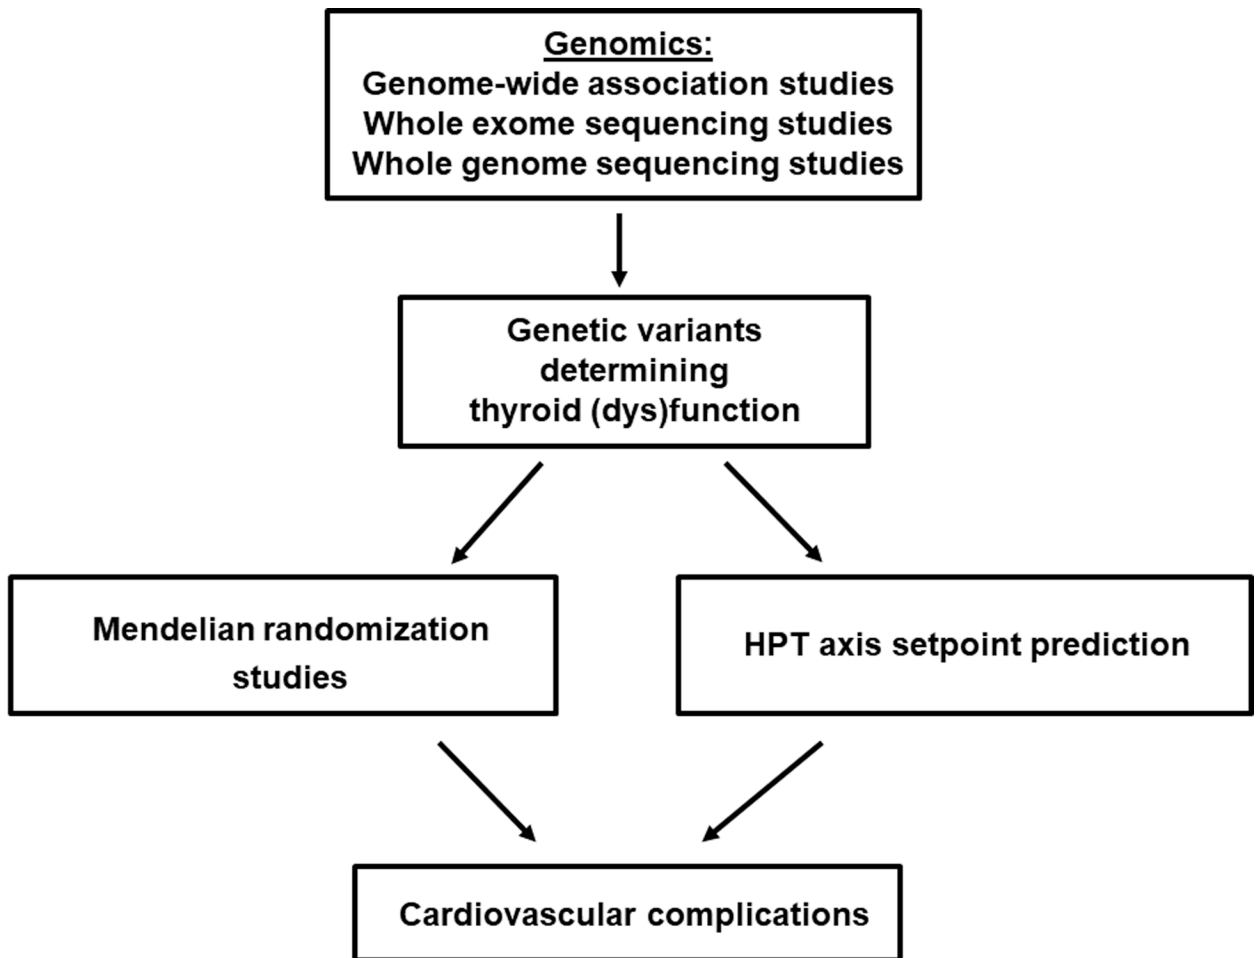 Genomics:
Genome-wide association studies
Whole exome sequencing studies
Whole genome sequencing studies
Genetic variants
determining
thyroid (dys)function
Mendelian randomization
studies
HPT axis setpoint prediction
Cardiovascular complications